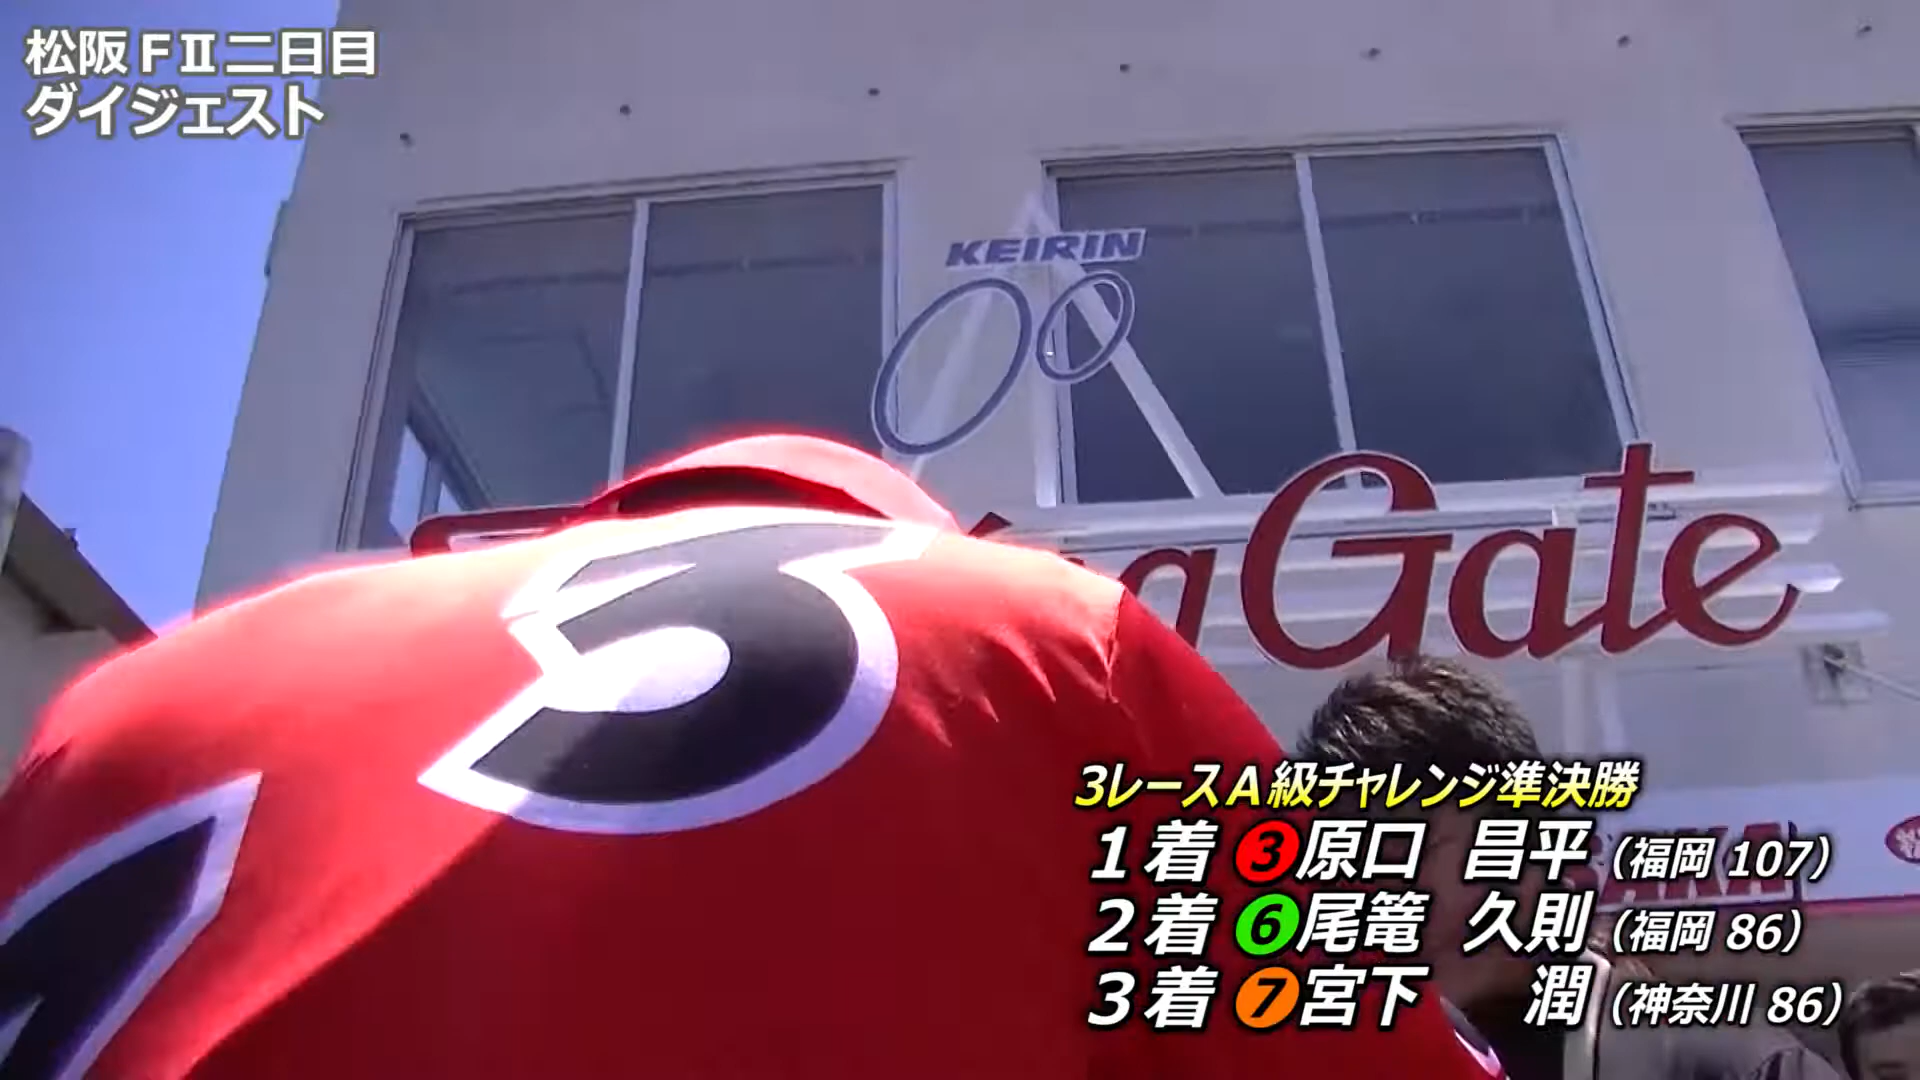 松阪FⅡ二日目
ダイジェスト
KEIRIN
Gate
3
3レースA級チャレンジ準決勝
1着 3 原口 昌平 (福岡 107)
2着 6 尾篭 久則 (福岡 86)
3着 7 宮下 潤 (神奈川 86)